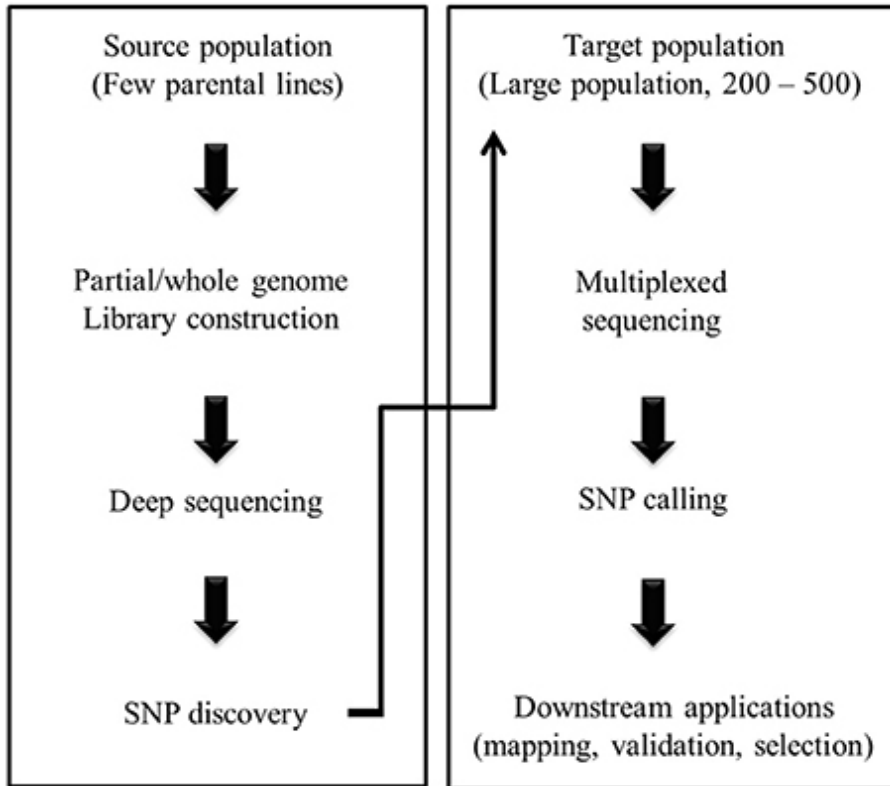 Source population
(Few parental lines)
Partial/whole genome
Library construction
Deep sequencing
SNP discovery
Target population
(Large population, 200 – 500)
Multiplexed
sequencing
SNP calling
Downstream applications
(mapping, validation, selection)